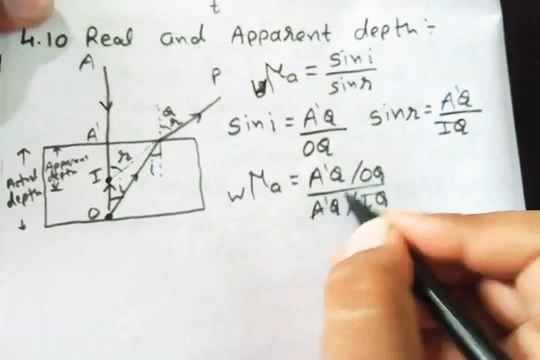 t
4.10 Real and Apparent depth :-
A
P
wμa = sin i / sin r
Q
r
A'
sin i = A'Q / OQ
sin r = A'Q / IQ
Actual depth
Apparent depth
r
i
I
i
O
wμa = A'Q / OQ / A'Q / IQ